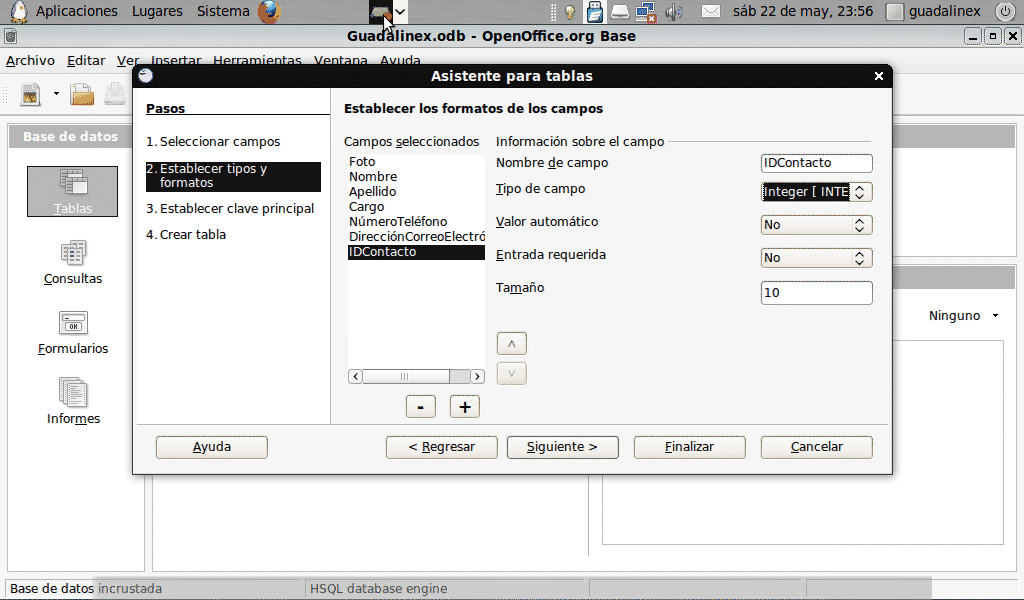 Aplicaciones Lugares Sistema sáb 22 de may, 23:56 guadalinex
Guadalinex.odb - OpenOffice.org Base
Archivo Editar Ver Insertar Herramientas Ventana Ayuda
Asistente para tablas
Base de datos
Tablas
Consultas
Formularios
Informes
Pasos
1. Seleccionar campos
2. Establecer tipos y
formatos
3. Establecer clave principal
4. Crear tabla
Establecer los formatos de los campos
Campos seleccionados
Foto
Nombre
Apellido
Cargo
NúmeroTeléfono
DirecciónCorreoElectró
IDContacto
- +
Información sobre el campo
Nombre de campo IDContacto
Tipo de campo Integer [ INTE
Valor automático No
Entrada requerida No
Tamaño 10
Ayuda < Regresar Siguiente > Finalizar Cancelar
Ninguno
OK
Base de datos incrustada HSQL database engine